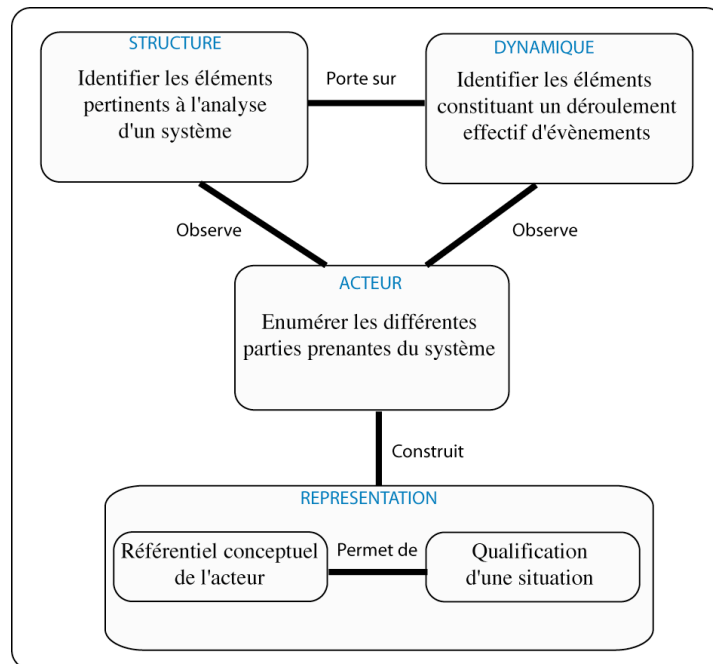 STRUCTURE
Identifier les éléments
pertinents à l'analyse
d'un système
Porte sur
DYNAMIQUE
Identifier les éléments
constituant un déroulement
effectif d'évènements
Observe
Observe
ACTEUR
Enumérer les différentes
parties prenantes du système
Construit
REPRESENTATION
Référentiel conceptuel
de l'acteur
Permet de
Qualification
d'une situation